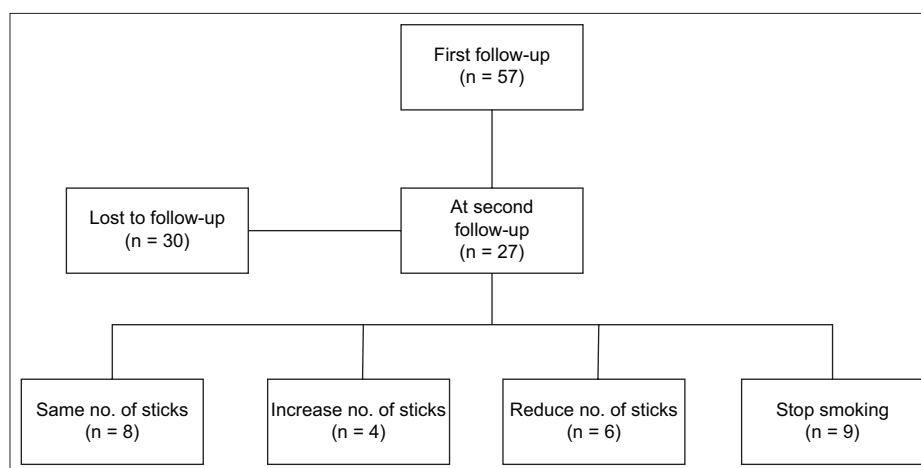 First follow-up
(n = 57)
Lost to follow-up
(n = 30)
At second
follow-up
(n = 27)
Same no. of sticks
(n = 8)
Increase no. of sticks
(n = 4)
Reduce no. of sticks
(n = 6)
Stop smoking
(n = 9)